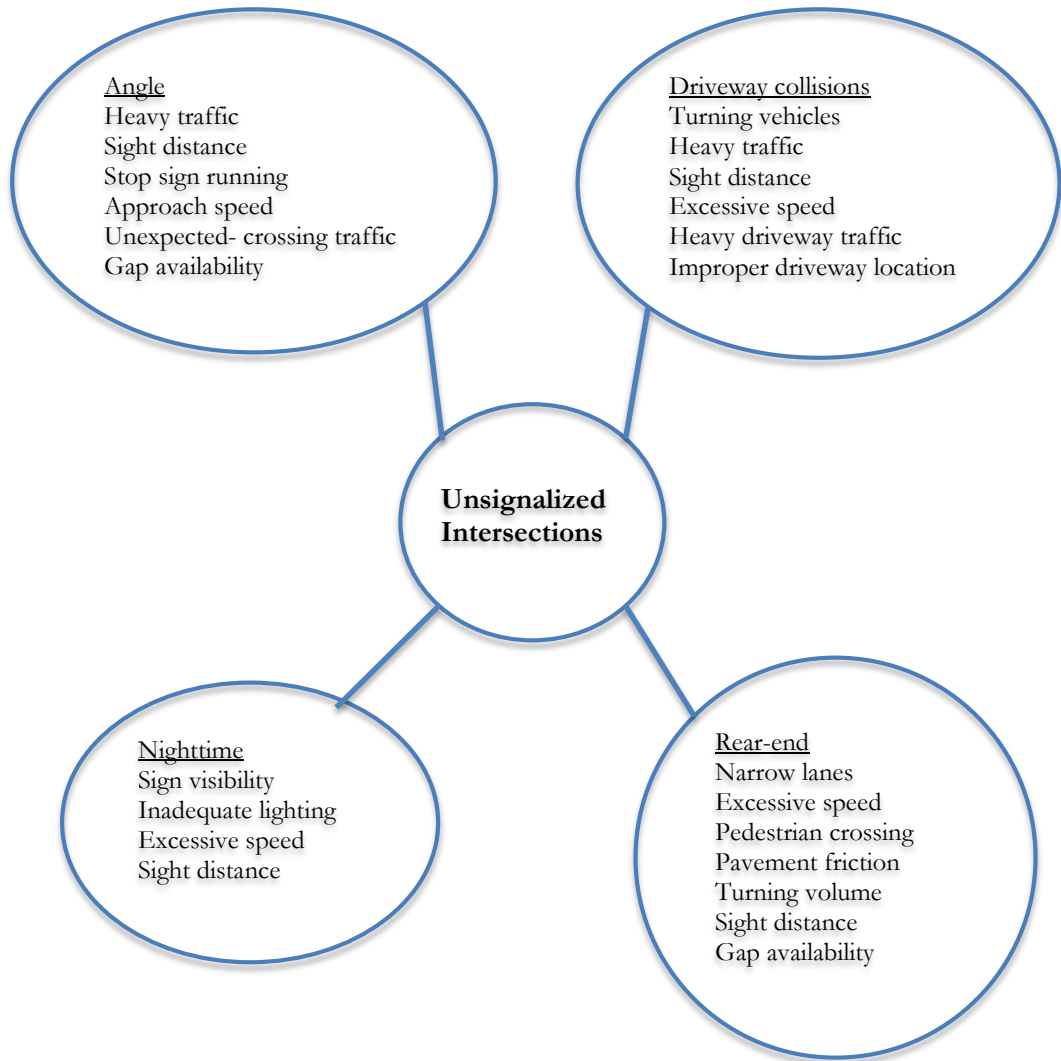 Angle
Heavy traffic
Sight distance
Stop sign running
Approach speed
Unexpected- crossing traffic
Gap availability
Driveway collisions
Turning vehicles
Heavy traffic
Sight distance
Excessive speed
Heavy driveway traffic
Improper driveway location
Unsignalized
Intersections
Nighttime
Sign visibility
Inadequate lighting
Excessive speed
Sight distance
Rear-end
Narrow lanes
Excessive speed
Pedestrian crossing
Pavement friction
Turning volume
Sight distance
Gap availability